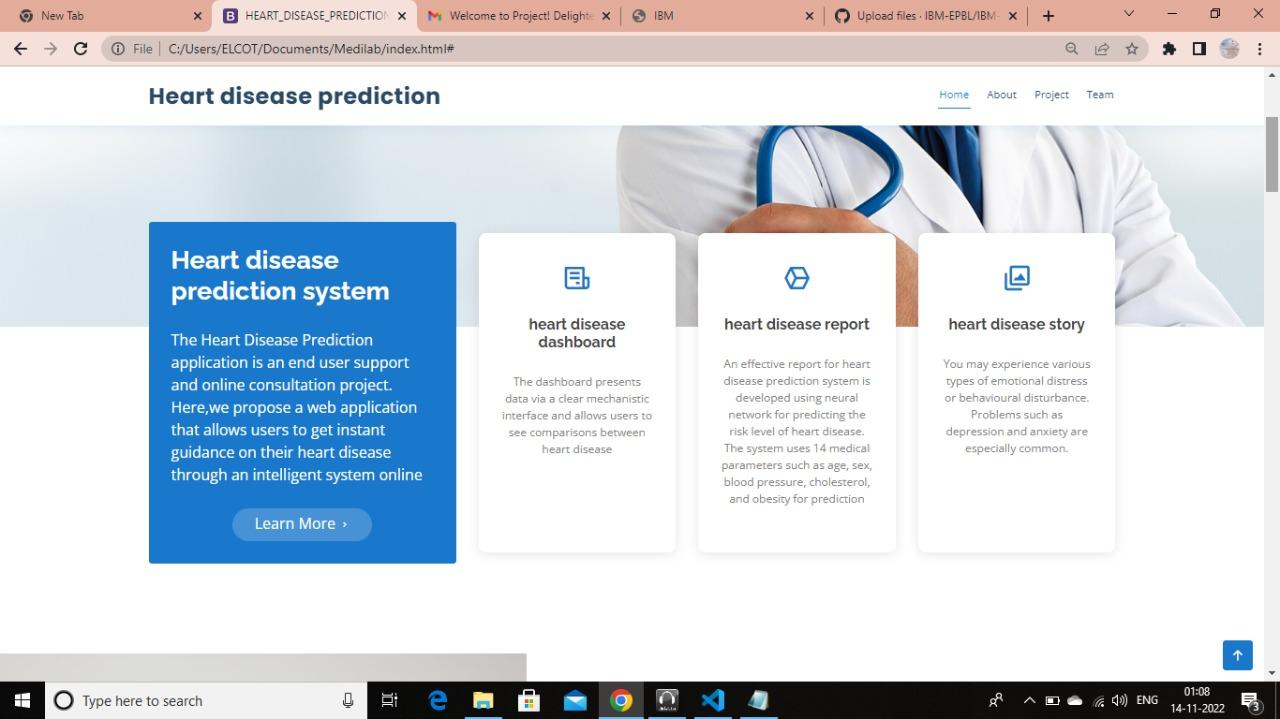 New Tab
HEART_DISEASE_PREDICTION
Welcome to Project! Delighte
IBM
Upload files · IBM-EPBL/IBM-
File
C:/Users/ELCOT/Documents/Medilab/index.html#
Heart disease prediction
Home
About
Project
Team
Heart disease
prediction system
The Heart Disease Prediction
application is an end user support
and online consultation project.
Here,we propose a web application
that allows users to get instant
guidance on their heart disease
through an intelligent system online
Learn More ›
heart disease
dashboard
The dashboard presents
data via a clear mechanistic
interface and allows users to
see comparisons between
heart disease
heart disease report
An effective report for heart
disease prediction system is
developed using neural
network for predicting the
risk level of heart disease.
The system uses 14 medical
parameters such as age, sex,
blood pressure, cholesterol,
and obesity for prediction
heart disease story
You may experience various
types of emotional distress
or behavioural disturbance.
Problems such as
depression and anxiety are
especially common.
Type here to search
ENG
01:08
14-11-2022
3